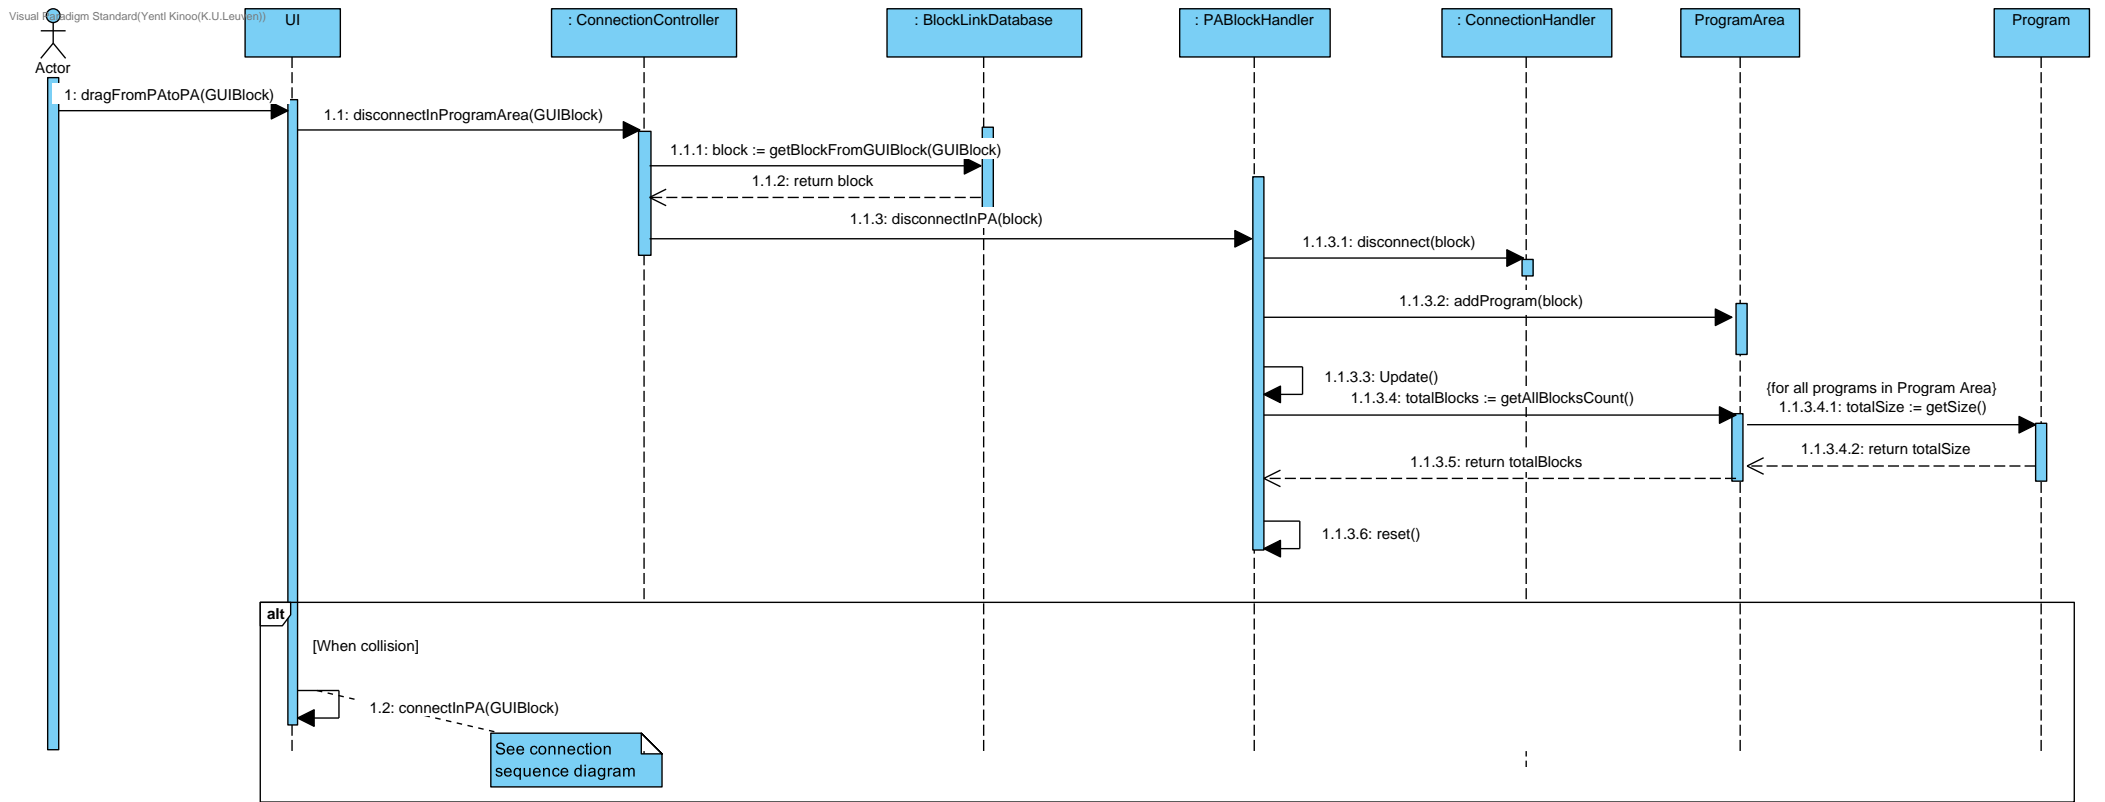 Visual Paradigm Standard(Yentl Kinoo(K.U.Leuven))
Actor
UI
: ConnectionController
: BlockLinkDatabase
: PABlockHandler
: ConnectionHandler
ProgramArea
Program
1: dragFromPAtoPA(GUIBlock)
1.1: disconnectInProgramArea(GUIBlock)
1.1.1: block := getBlockFromGUIBlock(GUIBlock)
1.1.2: return block
1.1.3: disconnectInPA(block)
1.1.3.1: disconnect(block)
1.1.3.2: addProgram(block)
1.1.3.3: Update()
1.1.3.4: totalBlocks := getAllBlocksCount()
{for all programs in Program Area}
1.1.3.4.1: totalSize := getSize()
1.1.3.4.2: return totalSize
1.1.3.5: return totalBlocks
1.1.3.6: reset()
alt
[When collision]
1.2: connectInPA(GUIBlock)
See connection
sequence diagram